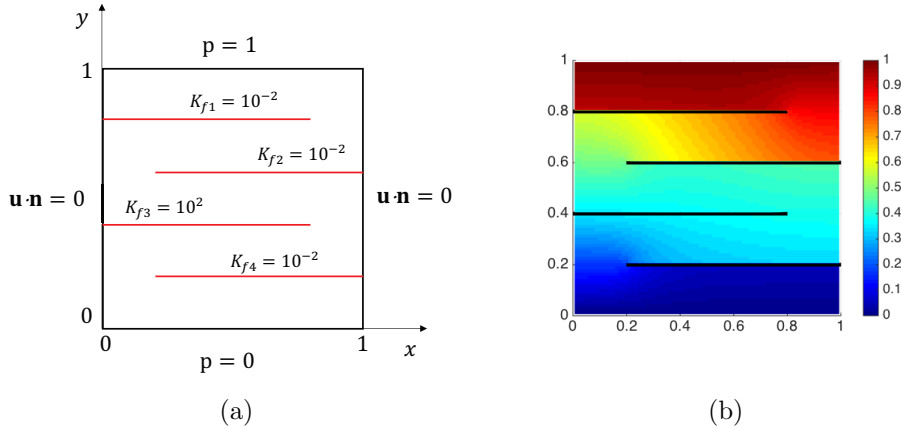 y
p = 1
1
K_{f1} = 10^{-2}
K_{f2} = 10^{-2}
u·n = 0
u·n = 0
K_{f3} = 10^{2}
K_{f4} = 10^{-2}
0
0
1
x
p = 0
(a)
1
0.8
0.6
0.4
0.2
0
0
0.2
0.4
0.6
0.8
1
1
0.9
0.8
0.7
0.6
0.5
0.4
0.3
0.2
0.1
0
(b)